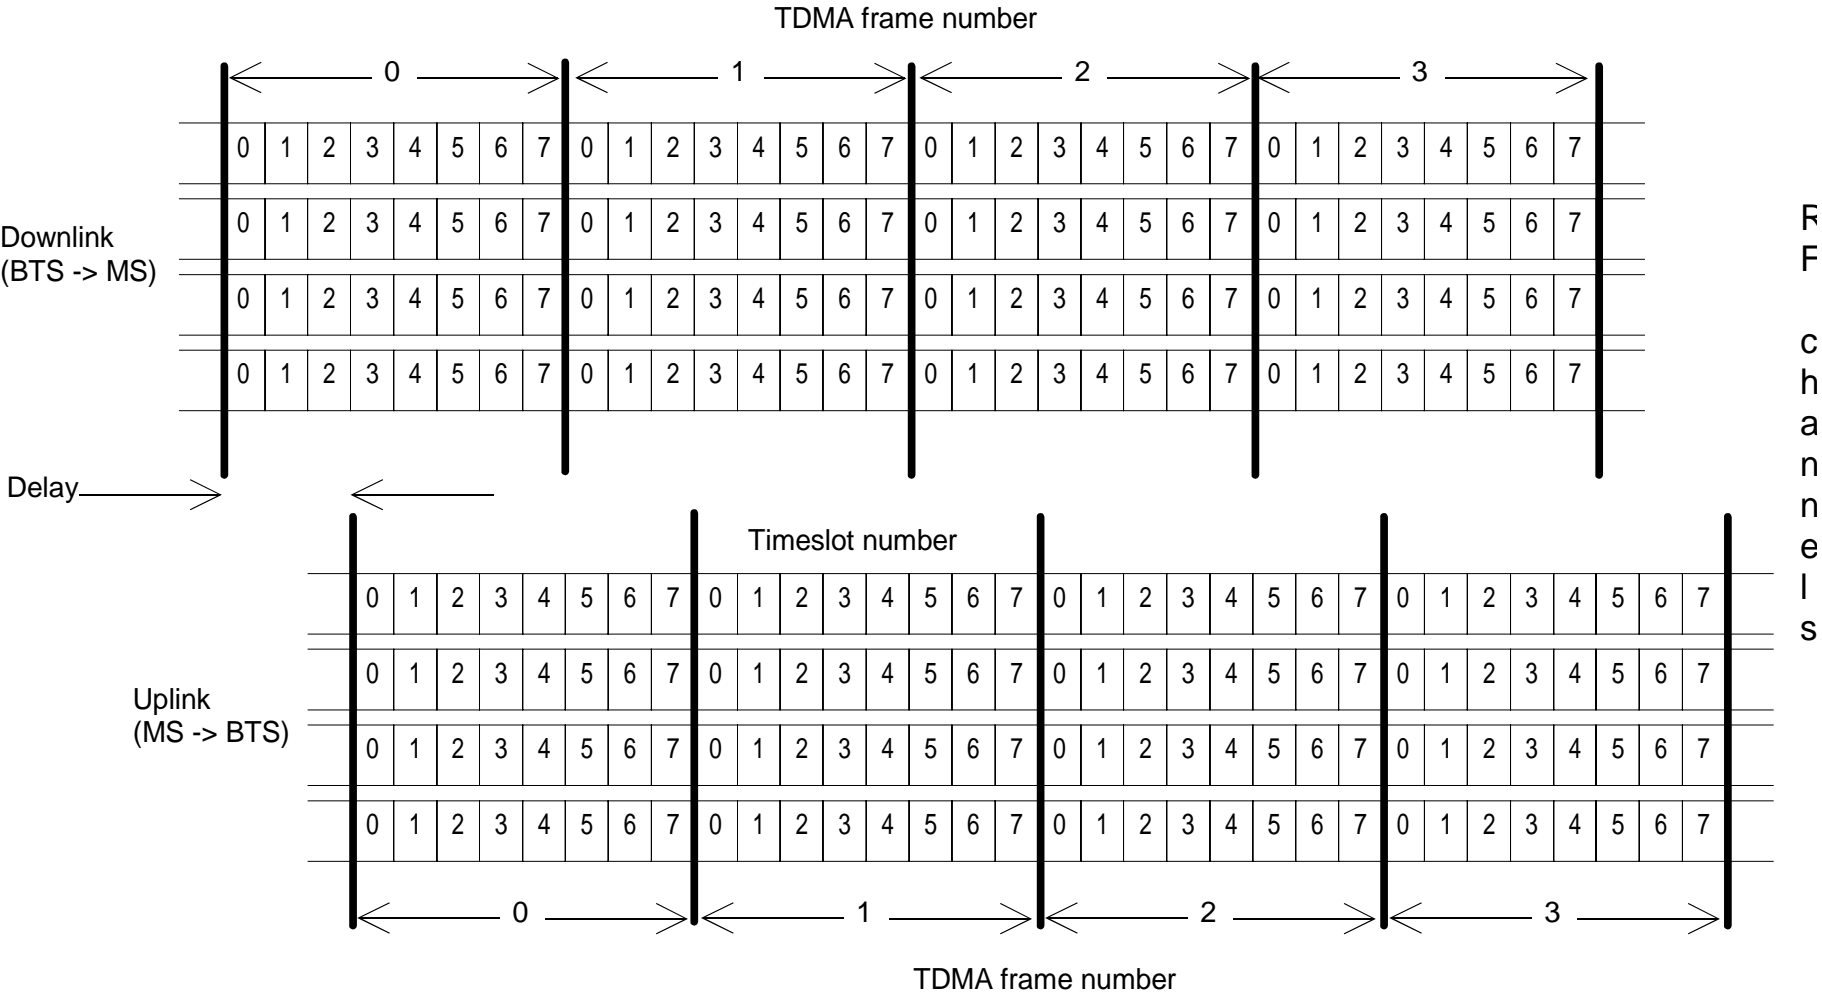 TDMA frame number
0 1 2 3
0 1 2 3 4 5 6 7 0 1 2 3 4 5 6 7 0 1 2 3 4 5 6 7 0 1 2 3 4 5 6 7
0 1 2 3 4 5 6 7 0 1 2 3 4 5 6 7 0 1 2 3 4 5 6 7 0 1 2 3 4 5 6 7
Downlink
(BTS -> MS)
0 1 2 3 4 5 6 7 0 1 2 3 4 5 6 7 0 1 2 3 4 5 6 7 0 1 2 3 4 5 6 7
0 1 2 3 4 5 6 7 0 1 2 3 4 5 6 7 0 1 2 3 4 5 6 7 0 1 2 3 4 5 6 7
RF channels
Delay
Timeslot number
0 1 2 3 4 5 6 7 0 1 2 3 4 5 6 7 0 1 2 3 4 5 6 7 0 1 2 3 4 5 6 7
0 1 2 3 4 5 6 7 0 1 2 3 4 5 6 7 0 1 2 3 4 5 6 7 0 1 2 3 4 5 6 7
Uplink
(MS -> BTS)
0 1 2 3 4 5 6 7 0 1 2 3 4 5 6 7 0 1 2 3 4 5 6 7 0 1 2 3 4 5 6 7
0 1 2 3 4 5 6 7 0 1 2 3 4 5 6 7 0 1 2 3 4 5 6 7 0 1 2 3 4 5 6 7
0 1 2 3
TDMA frame number